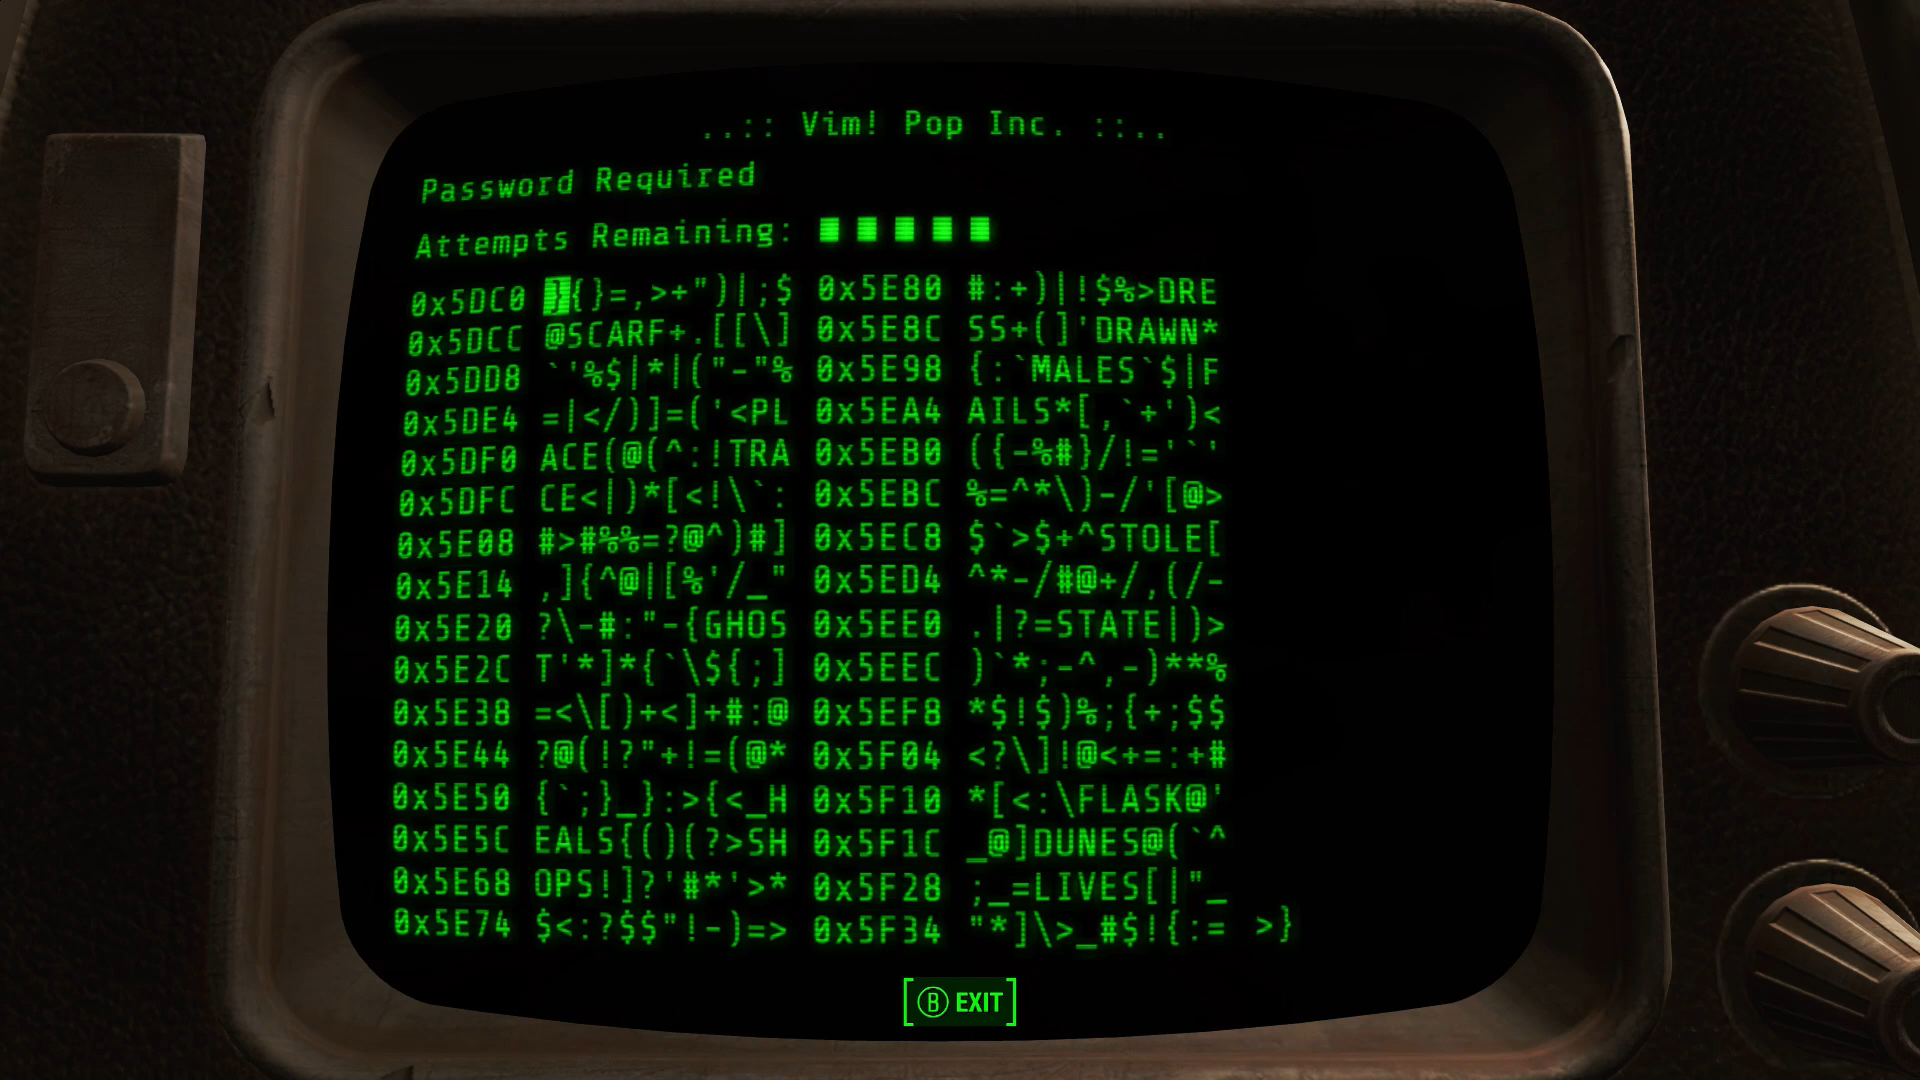 ..:: Vim! Pop Inc. ::..
Password Required
Attempts Remaining:
0x5DC0 }{}=,>+")|;$ 0x5E80 #:+)|!$%>DRE
0x5DCC @SCARF+.[[\] 0x5E8C SS+(]'DRAWN*
0x5DD8 `'%$|*|("-"% 0x5E98 {:`MALES`$|F
0x5DE4 =|</)]=('<PL 0x5EA4 AILS*[,`+')<
0x5DF0 ACE(@(^:!TRA 0x5EB0 ({-%#}/!='`'
0x5DFC CE<|)*[<!\`: 0x5EBC %=^*\)-/'[@>
0x5E08 #>#%%=?@^)#] 0x5EC8 $`>$+^STOLE[
0x5E14 ,]{^@|[%'/_" 0x5ED4 ^*-/#@+/,(/-
0x5E20 ?\-#:"-{GHOS 0x5EE0 .|?=STATE|)>
0x5E2C T'*]*{`\${;] 0x5EEC )`*;-^,-)**%
0x5E38 =<\[)+<]+#:@ 0x5EF8 *$!$)%;{+;$$
0x5E44 ?@(!?"+!=(@* 0x5F04 <?\]!@<+=:+#
0x5E50 {`;}_}:>{<_H 0x5F10 *[<:\FLASK@'
0x5E5C EALS{()(?>SH 0x5F1C _@]DUNES@(`^
0x5E68 OPS!]?'#*'>* 0x5F28 ;_=LIVES[|"_
0x5E74 $<:?$$"!-)=> 0x5F34 "*]\>_#$!{:= >}
B EXIT